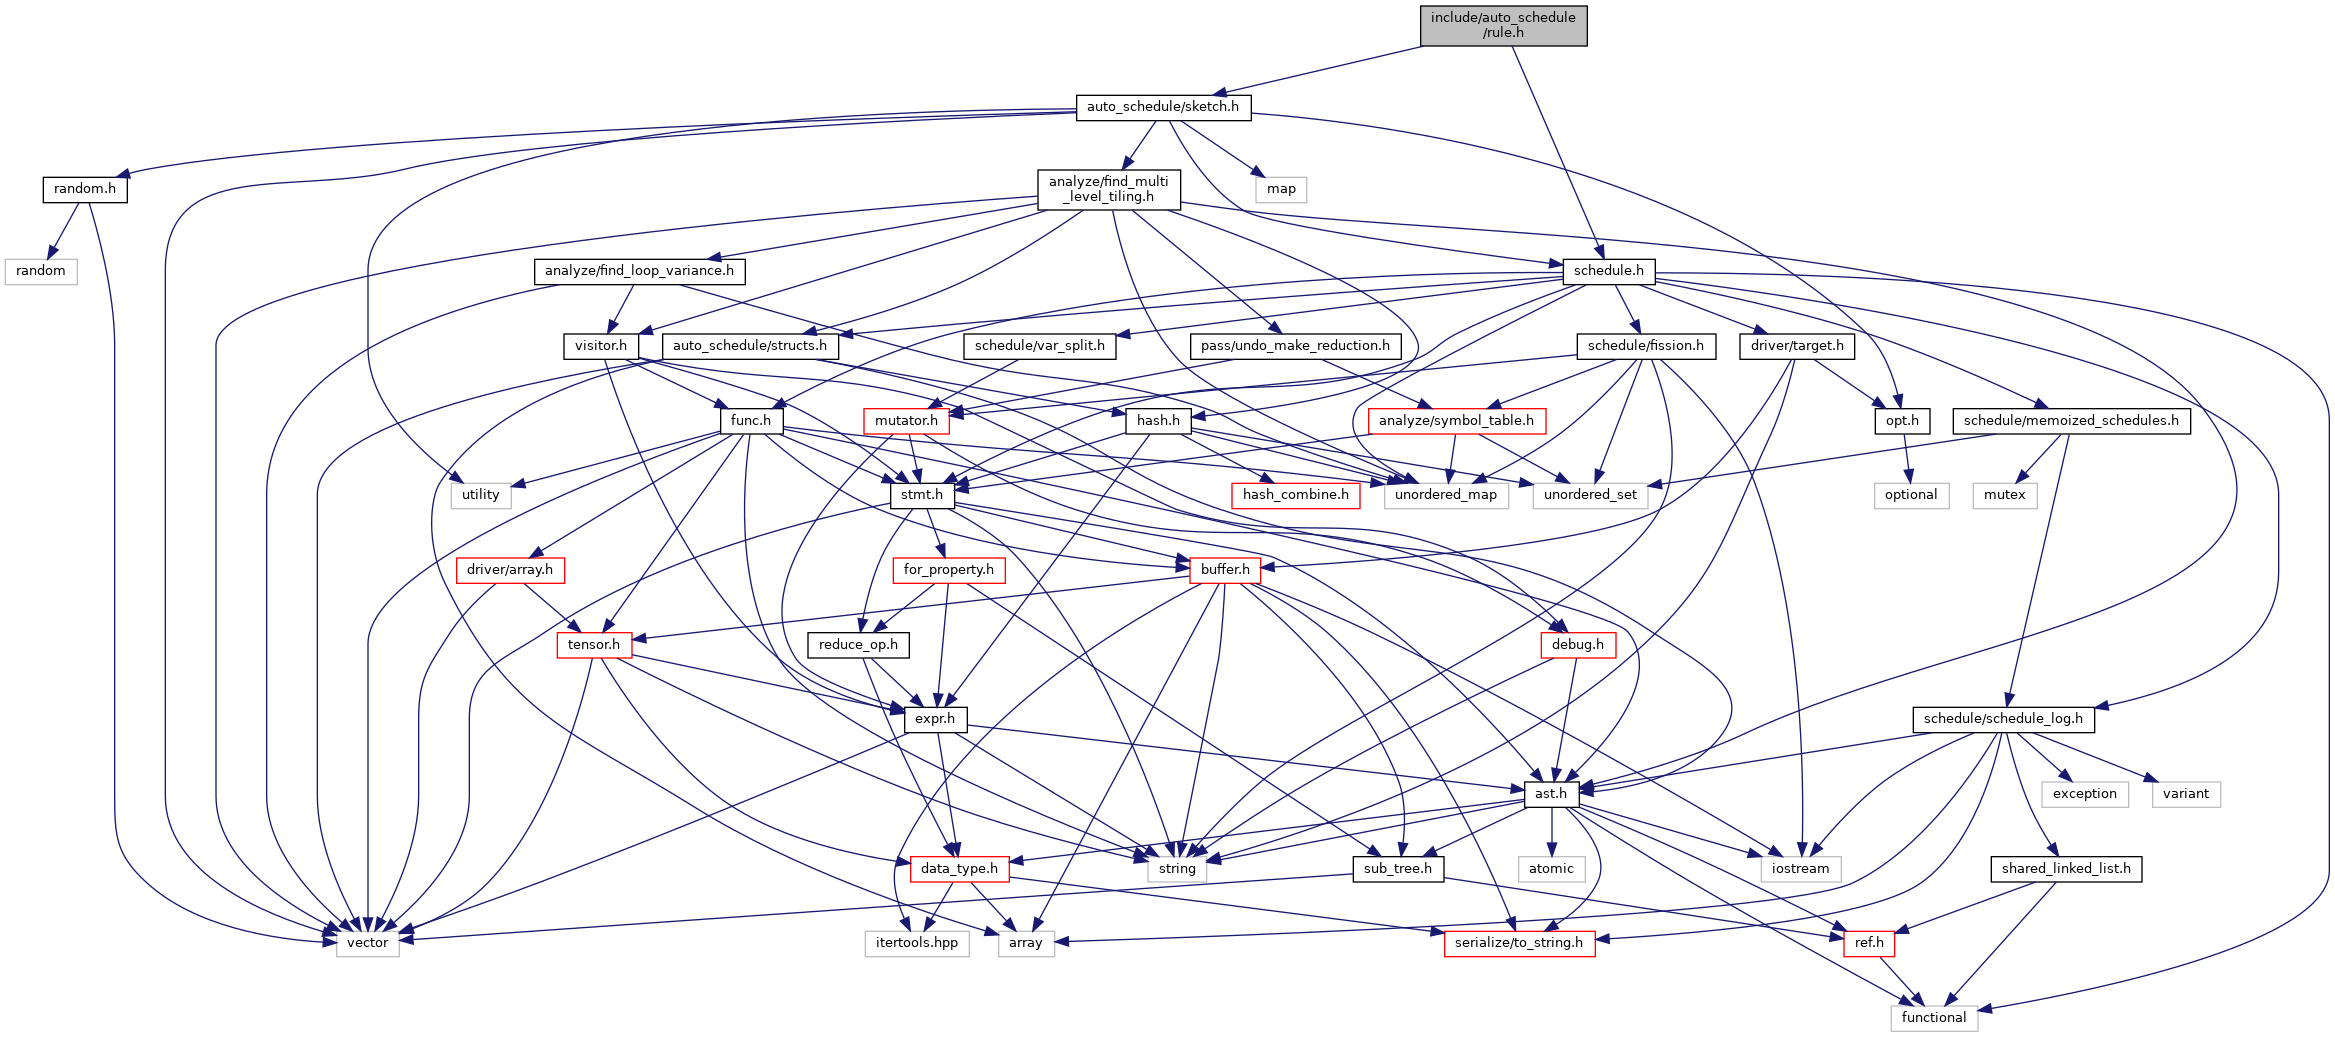 include/auto_schedule
/rule.h
auto_schedule/sketch.h
random.h
analyze/find_multi
_level_tiling.h
map
random
analyze/find_loop_variance.h
schedule.h
visitor.h
auto_schedule/structs.h
schedule/var_split.h
pass/undo_make_reduction.h
schedule/fission.h
driver/target.h
func.h
mutator.h
hash.h
analyze/symbol_table.h
opt.h
schedule/memoized_schedules.h
utility
stmt.h
hash_combine.h
unordered_map
unordered_set
optional
mutex
driver/array.h
for_property.h
buffer.h
tensor.h
reduce_op.h
debug.h
expr.h
schedule/schedule_log.h
ast.h
exception
variant
data_type.h
string
sub_tree.h
atomic
iostream
shared_linked_list.h
vector
itertools.hpp
array
serialize/to_string.h
ref.h
functional